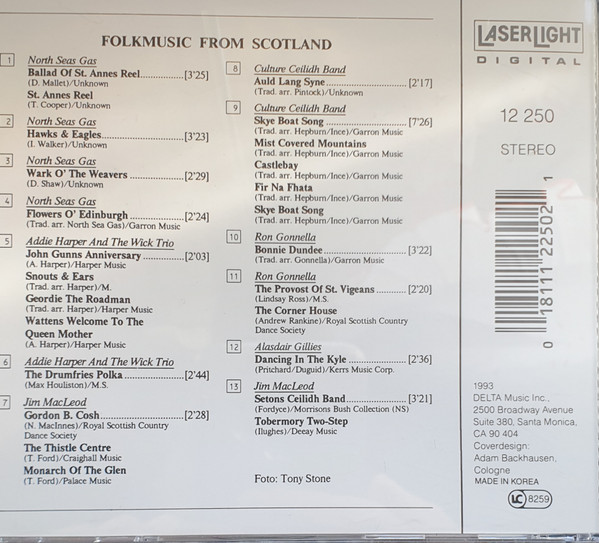 FOLKMUSIC FROM SCOTLAND
1 North Seas Gas
Ballad Of St. Annes Reel............[3'25]
(D. Mallet)/Unknown
St. Annes Reel
(T. Cooper)/Unknown
2 North Seas Gas
Hawks & Eagles......................[3'23]
(I. Walker)/Unknown
3 North Seas Gas
Wark O' The Weavers ..............[2'29]
(D. Shaw)/Unknown
4 North Seas Gas
Flowers O' Edinburgh ..............[2'24]
(Trad. arr. North Sea Gas)/Garron Music
5 Addie Harper And The Wick Trio
John Gunns Anniversary ..........[2'03]
(A. Harper)/Harper Music
Snouts & Ears
(Trad. arr. Harper)/M.
Geordie The Roadman
(Trad. arr. Harper)/Harper Music
Wattens Welcome To The
Queen Mother
(A. Harper)/Harper Music
6 Addie Harper And The Wick Trio
The Drumfries Polka ................[2'44]
(Max Houliston)/M.S.
7 Jim MacLeod
Gordon B. Cosh ......................[2'28]
(N. MacInnes)/Royal Scottish Country
Dance Society
The Thistle Centre
(T. Ford)/Craighall Music
Monarch Of The Glen
(T. Ford)/Palace Music
8 Culture Ceilidh Band
Auld Lang Syne ......................[2'17]
(Trad. arr. Pintock)/Unknown
9 Culture Ceilidh Band
Skye Boat Song ......................[7'26]
(Trad. arr. Hepburn/Ince)/Garron Music
Mist Covered Mountains
(Trad. arr. Hepburn/Ince)/Garron Music
Castlebay
(Trad. arr. Hepburn/Ince)/Garron Music
Fir Na Fhata
(Trad. arr. Hepburn/Ince)/Garron Music
Skye Boat Song
(Trad. arr. Hepburn/Ince)/Garron Music
10 Ron Gonnella
Bonnie Dundee ......................[3'22]
(Trad. arr. Gonnella)/Garron Music
11 Ron Gonnella
The Provost Of St. Vigeans........[2'20]
(Lindsay Ross)/M.S.
The Corner House
(Andrew Rankine)/Royal Scottish Country
Dance Society
12 Alasdair Gillies
Dancing In The Kyle ................[2'36]
(Pritchard/Duguid)/Kerrs Music Corp.
13 Jim MacLeod
Setons Ceilidh Band..................[3'21]
(Fordyce)/Morrisons Bush Collection (NS)
Tobermory Two-Step
(Ilughes)/Deeay Music
Foto: Tony Stone
LASERLIGHT
DIGITAL
12 250
STEREO
0 18111 22502 1
1993
DELTA Music Inc.,
2500 Broadway Avenue
Suite 380, Santa Monica,
CA 90 404
Coverdesign:
Adam Backhausen,
Cologne
MADE IN KOREA
LC 8259